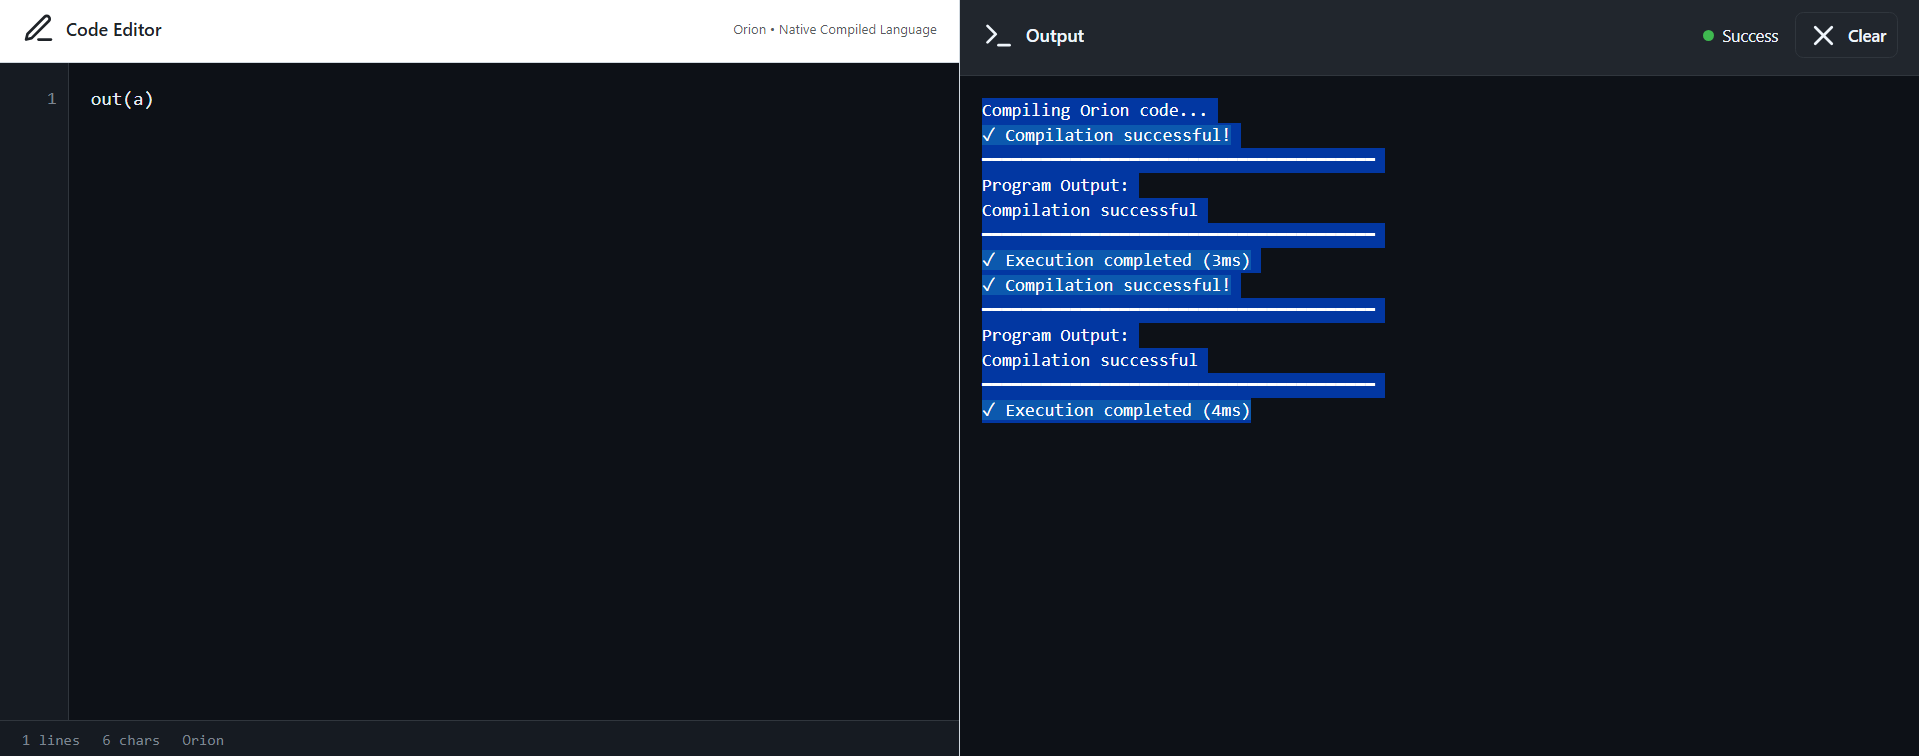 Code Editor
Orion • Native Compiled Language
1 out(a)
1 lines 6 chars Orion
Output
Success
Clear
Compiling Orion code...
✓ Compilation successful!
Program Output:
Compilation successful
✓ Execution completed (3ms)
✓ Compilation successful!
Program Output:
Compilation successful
✓ Execution completed (4ms)